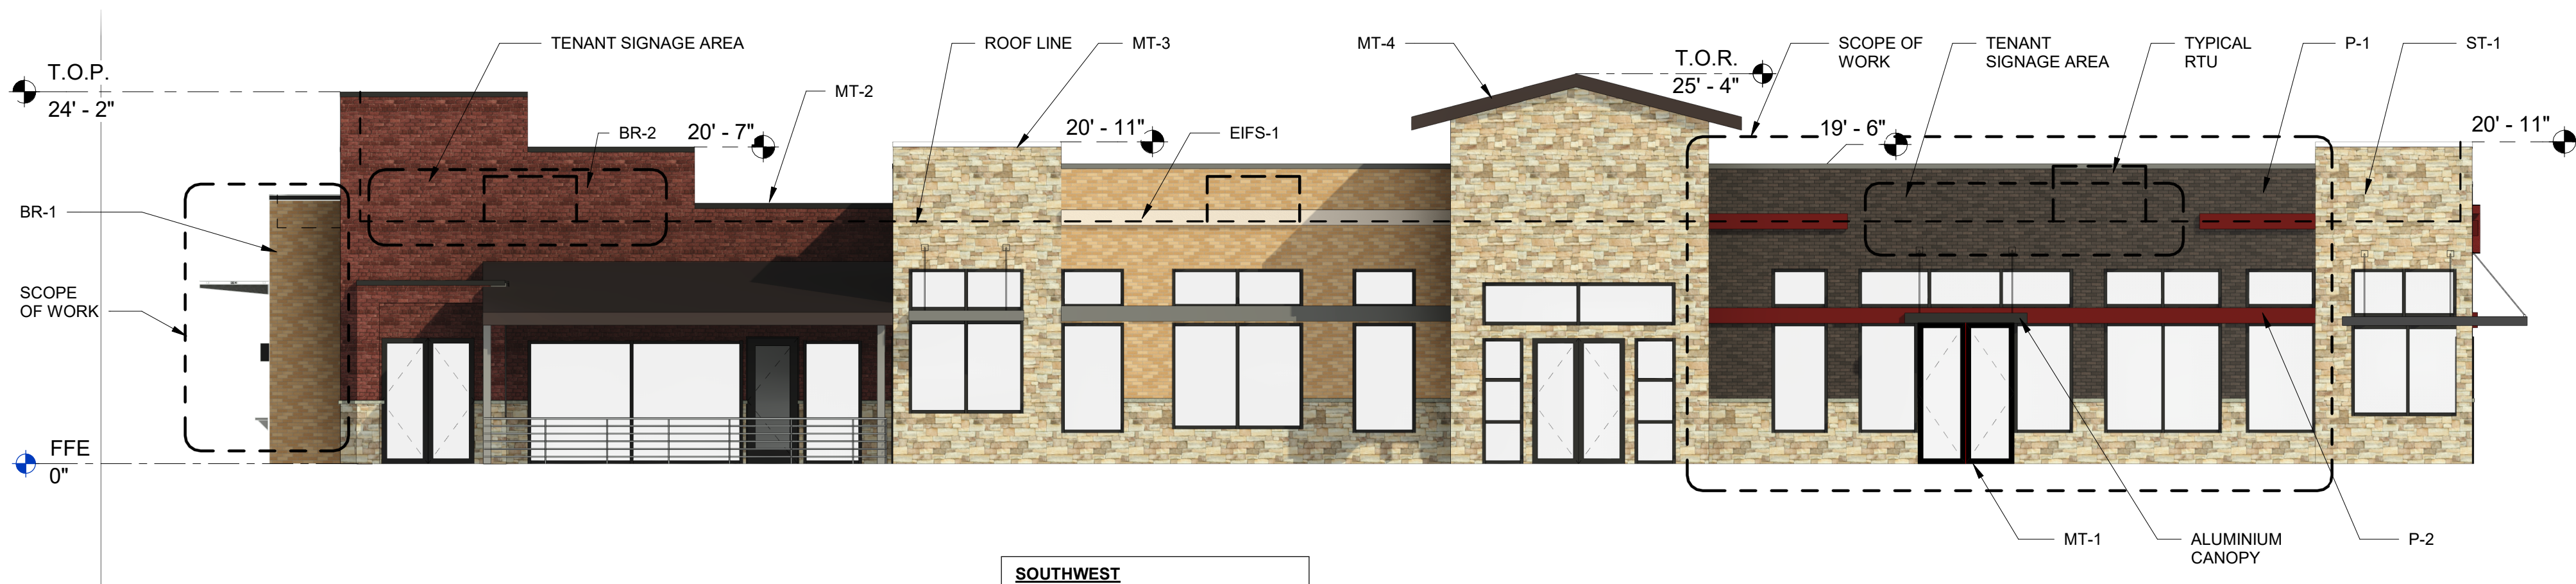 TENANT SIGNAGE AREA
ROOF LINE
MT-3
MT-4
SCOPE OF
WORK
TENANT
SIGNAGE AREA
TYPICAL
RTU
P-1
ST-1
T.O.P.
24' - 2"
T.O.R.
25' - 4"
MT-2
BR-2
20' - 7"
20' - 11"
EIFS-1
19' - 6"
20' - 11"
BR-1
SCOPE
OF WORK
FFE
0"
MT-1
ALUMINIUM
CANOPY
P-2
SOUTHWEST